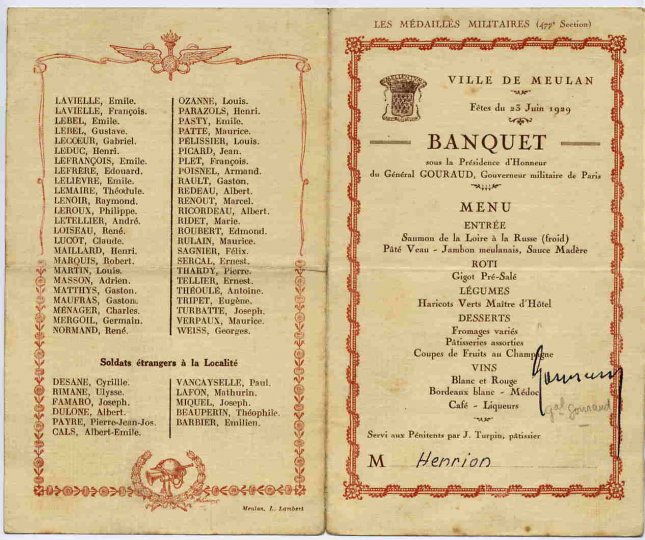 LAVIELLE, Emile.
LAVIELLE, François.
LEBEL, Emile.
LEBEL, Gustave.
LECŒUR, Gabriel.
LEDUC, Henri.
LEFRANÇOIS, Emile.
LEFRÈRE, Edouard.
LELIÈVRE, Emile.
LEMAIRE, Théodule.
LENOIR, Raymond.
LEROUX, Philippe.
LETELLIER, André.
LOISEAU, René.
LUCOT, Claude.
MAILLARD, Henri.
MARQUIS, Robert.
MARTIN, Louis.
MASSON, Adrien.
MATTHYS, Gaston.
MAUFRAS, Gaston.
MÉNAGER, Charles.
MERGOIL, Germain.
NORMAND, René.
OZANNE, Louis.
PARAZOLS, Henri.
PASTY, Emile.
PATTE, Maurice.
PÉLISSIER, Louis.
PICARD, Jean.
PLET, François.
POISNEL, Armand.
RAULT, Gaston.
REDEAU, Albert.
RENOUT, Marcel.
RICORDEAU, Albert.
RIDET, Marie.
ROUBERT, Edmond.
RULAIN, Maurice.
SAGNIER, Félix.
SERCAL, Ernest.
THARDY, Pierre.
TELLIER, Ernest.
THÉOULÉ, Antoine.
TRIPET, Eugène.
TURBATTE, Joseph.
VERPAUX, Maurice.
WEISS, Georges.
Soldats étrangers à la Localité
DESANE, Cyrillie.
RIMANE, Ulysse.
FAMARO, Joseph.
DULONE, Albert.
PAYRE, Pierre-Jean-Jos.
CALS, Albert-Emile.
VANCAYSELLE, Paul.
LAFON, Mathurin.
MIQUEL, Joseph.
BEAUPERIN, Théophile.
BARBIER, Emilien.
Meulan, L. Lambert
LES MÉDAILLÉS MILITAIRES (477e Section)
VILLE DE MEULAN
Fêtes du 23 Juin 1929
BANQUET
sous la Présidence d'Honneur
du Général GOURAUD, Gouverneur militaire de Paris
MENU
ENTRÉE
Saumon de la Loire à la Russe (froid)
Pâté Veau - Jambon meulanais, Sauce Madère
ROTI
Gigot Pré-Salé
LÉGUMES
Haricots Verts Maître d'Hôtel
DESSERTS
Fromages variés
Pâtisseries assorties
Coupes de Fruits au Champagne
VINS
Blanc et Rouge
Bordeaux blanc - Médoc
Café - Liqueurs
Gouraud
gal gouraud
Servi aux Pénitents par J. Turpin, pâtissier
M Henrion